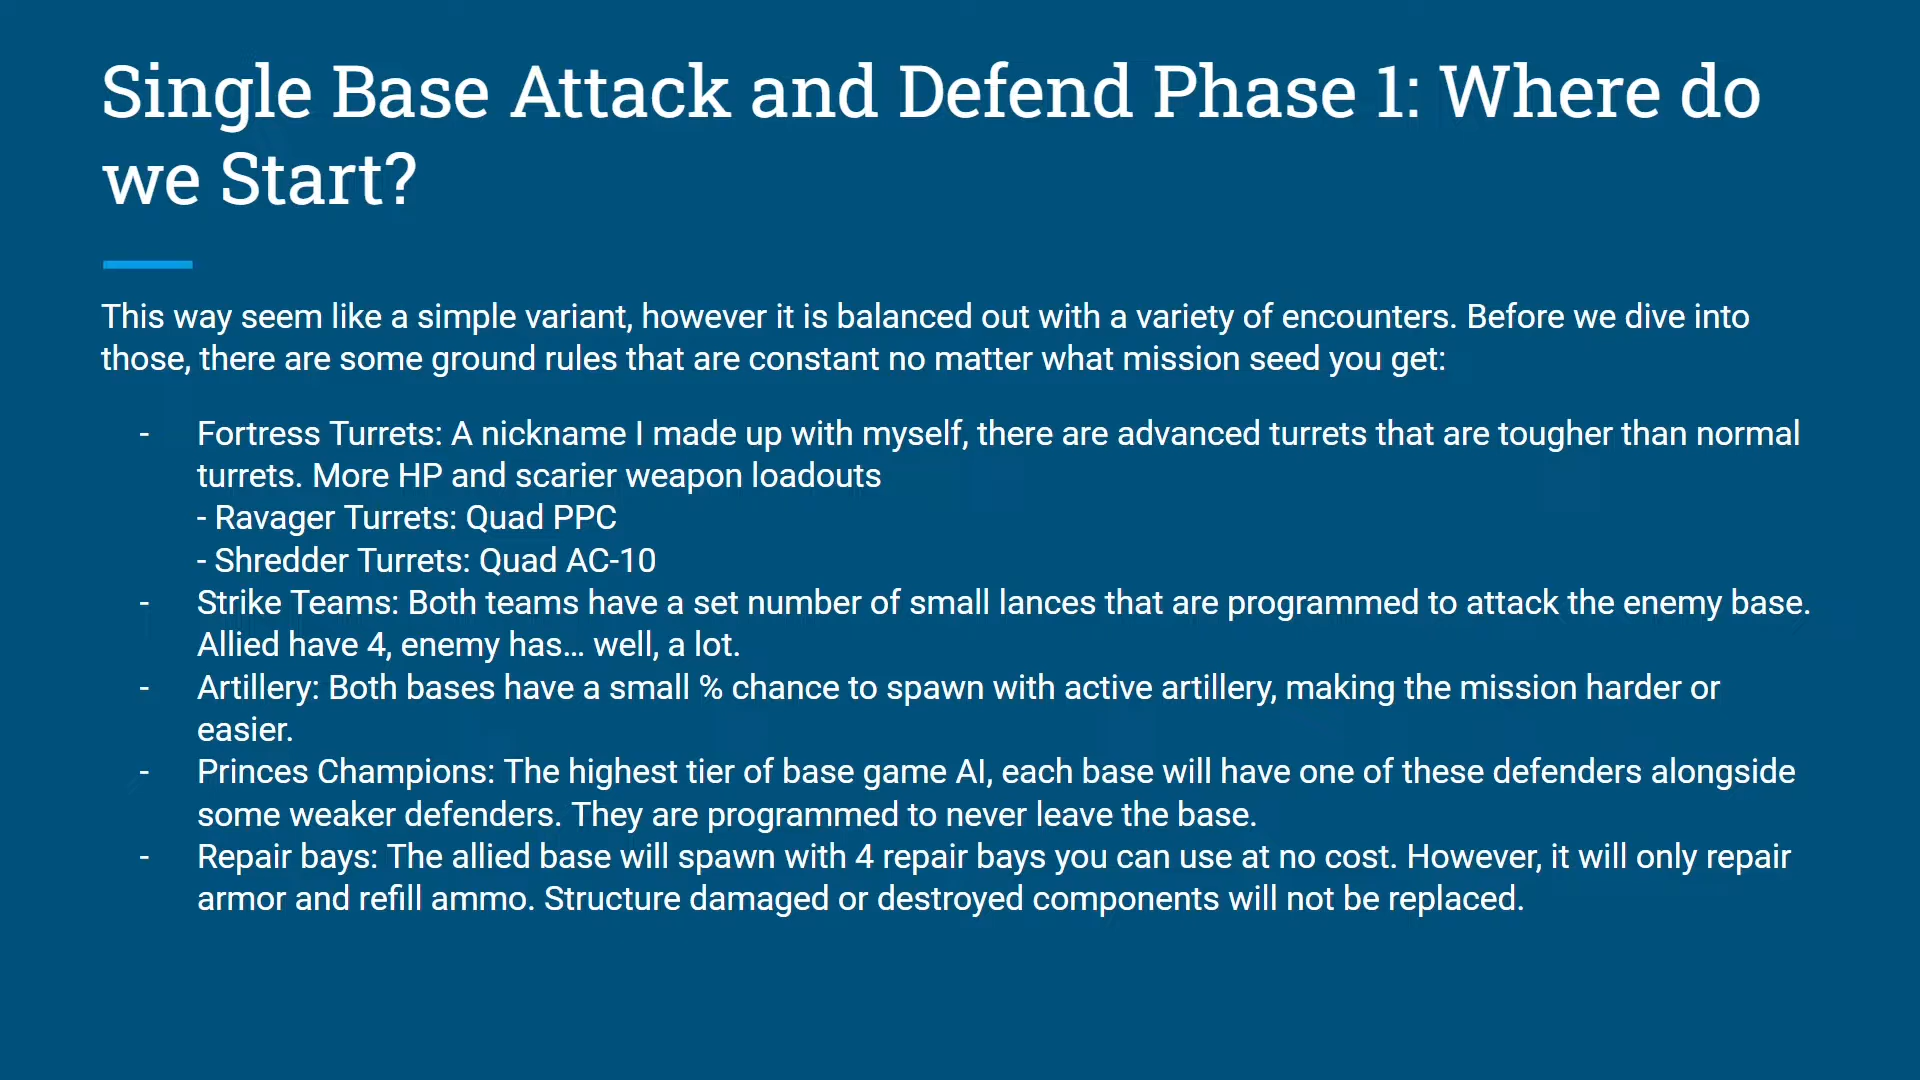 Single Base Attack and Defend Phase 1: Where do
we Start?
This way seem like a simple variant, however it is balanced out with a variety of encounters. Before we dive into
those, there are some ground rules that are constant no matter what mission seed you get:
- Fortress Turrets: A nickname I made up with myself, there are advanced turrets that are tougher than normal
turrets. More HP and scarier weapon loadouts
- Ravager Turrets: Quad PPC
- Shredder Turrets: Quad AC-10
- Strike Teams: Both teams have a set number of small lances that are programmed to attack the enemy base.
Allied have 4, enemy has... well, a lot.
- Artillery: Both bases have a small % chance to spawn with active artillery, making the mission harder or
easier.
- Princes Champions: The highest tier of base game AI, each base will have one of these defenders alongside
some weaker defenders. They are programmed to never leave the base.
- Repair bays: The allied base will spawn with 4 repair bays you can use at no cost. However, it will only repair
armor and refill ammo. Structure damaged or destroyed components will not be replaced.